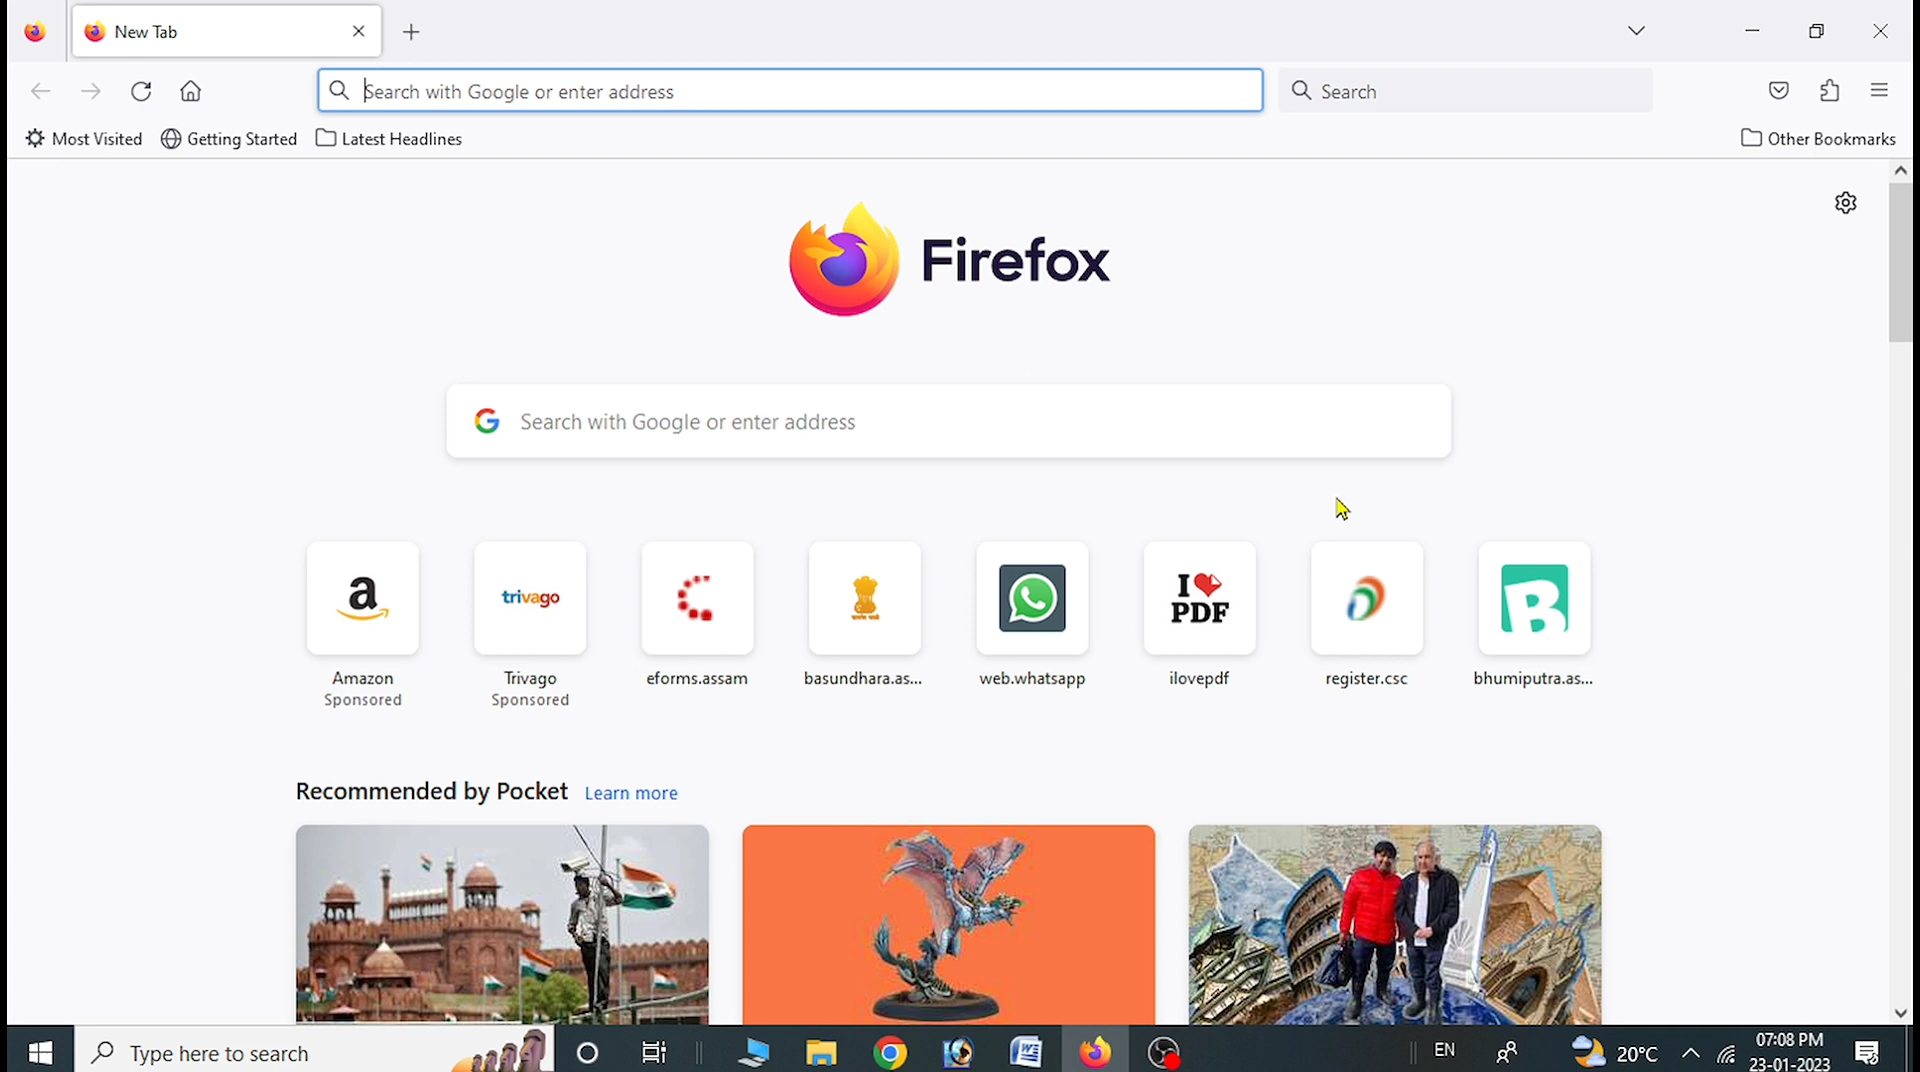 New Tab
Search with Google or enter address
Search
Most Visited
Getting Started
Latest Headlines
Other Bookmarks
Firefox
Search with Google or enter address
a
trivago
I
PDF
B
Amazon
Sponsored
Trivago
Sponsored
eforms.assam
basundhara.as...
web.whatsapp
ilovepdf
register.csc
bhumiputra.as...
Recommended by Pocket Learn more
Type here to search
EN
20°C
07:08 PM
23-01-2023